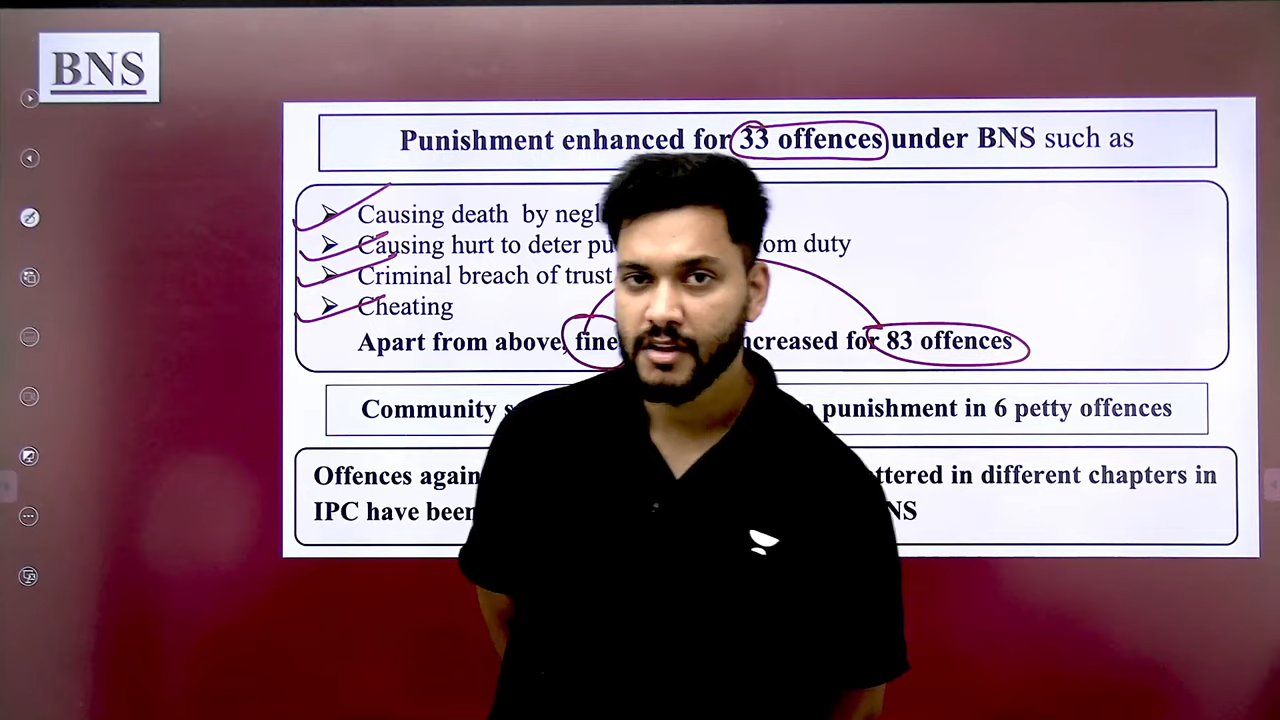 BNS
Punishment enhanced for 33 offences under BNS such as
Causing death by negl
Causing hurt to deter pu om duty
Criminal breach of trust
Cheating
Apart from above, fine ncreased for 83 offences
Community s punishment in 6 petty offences
Offences again ttered in different chapters in
IPC have been NS